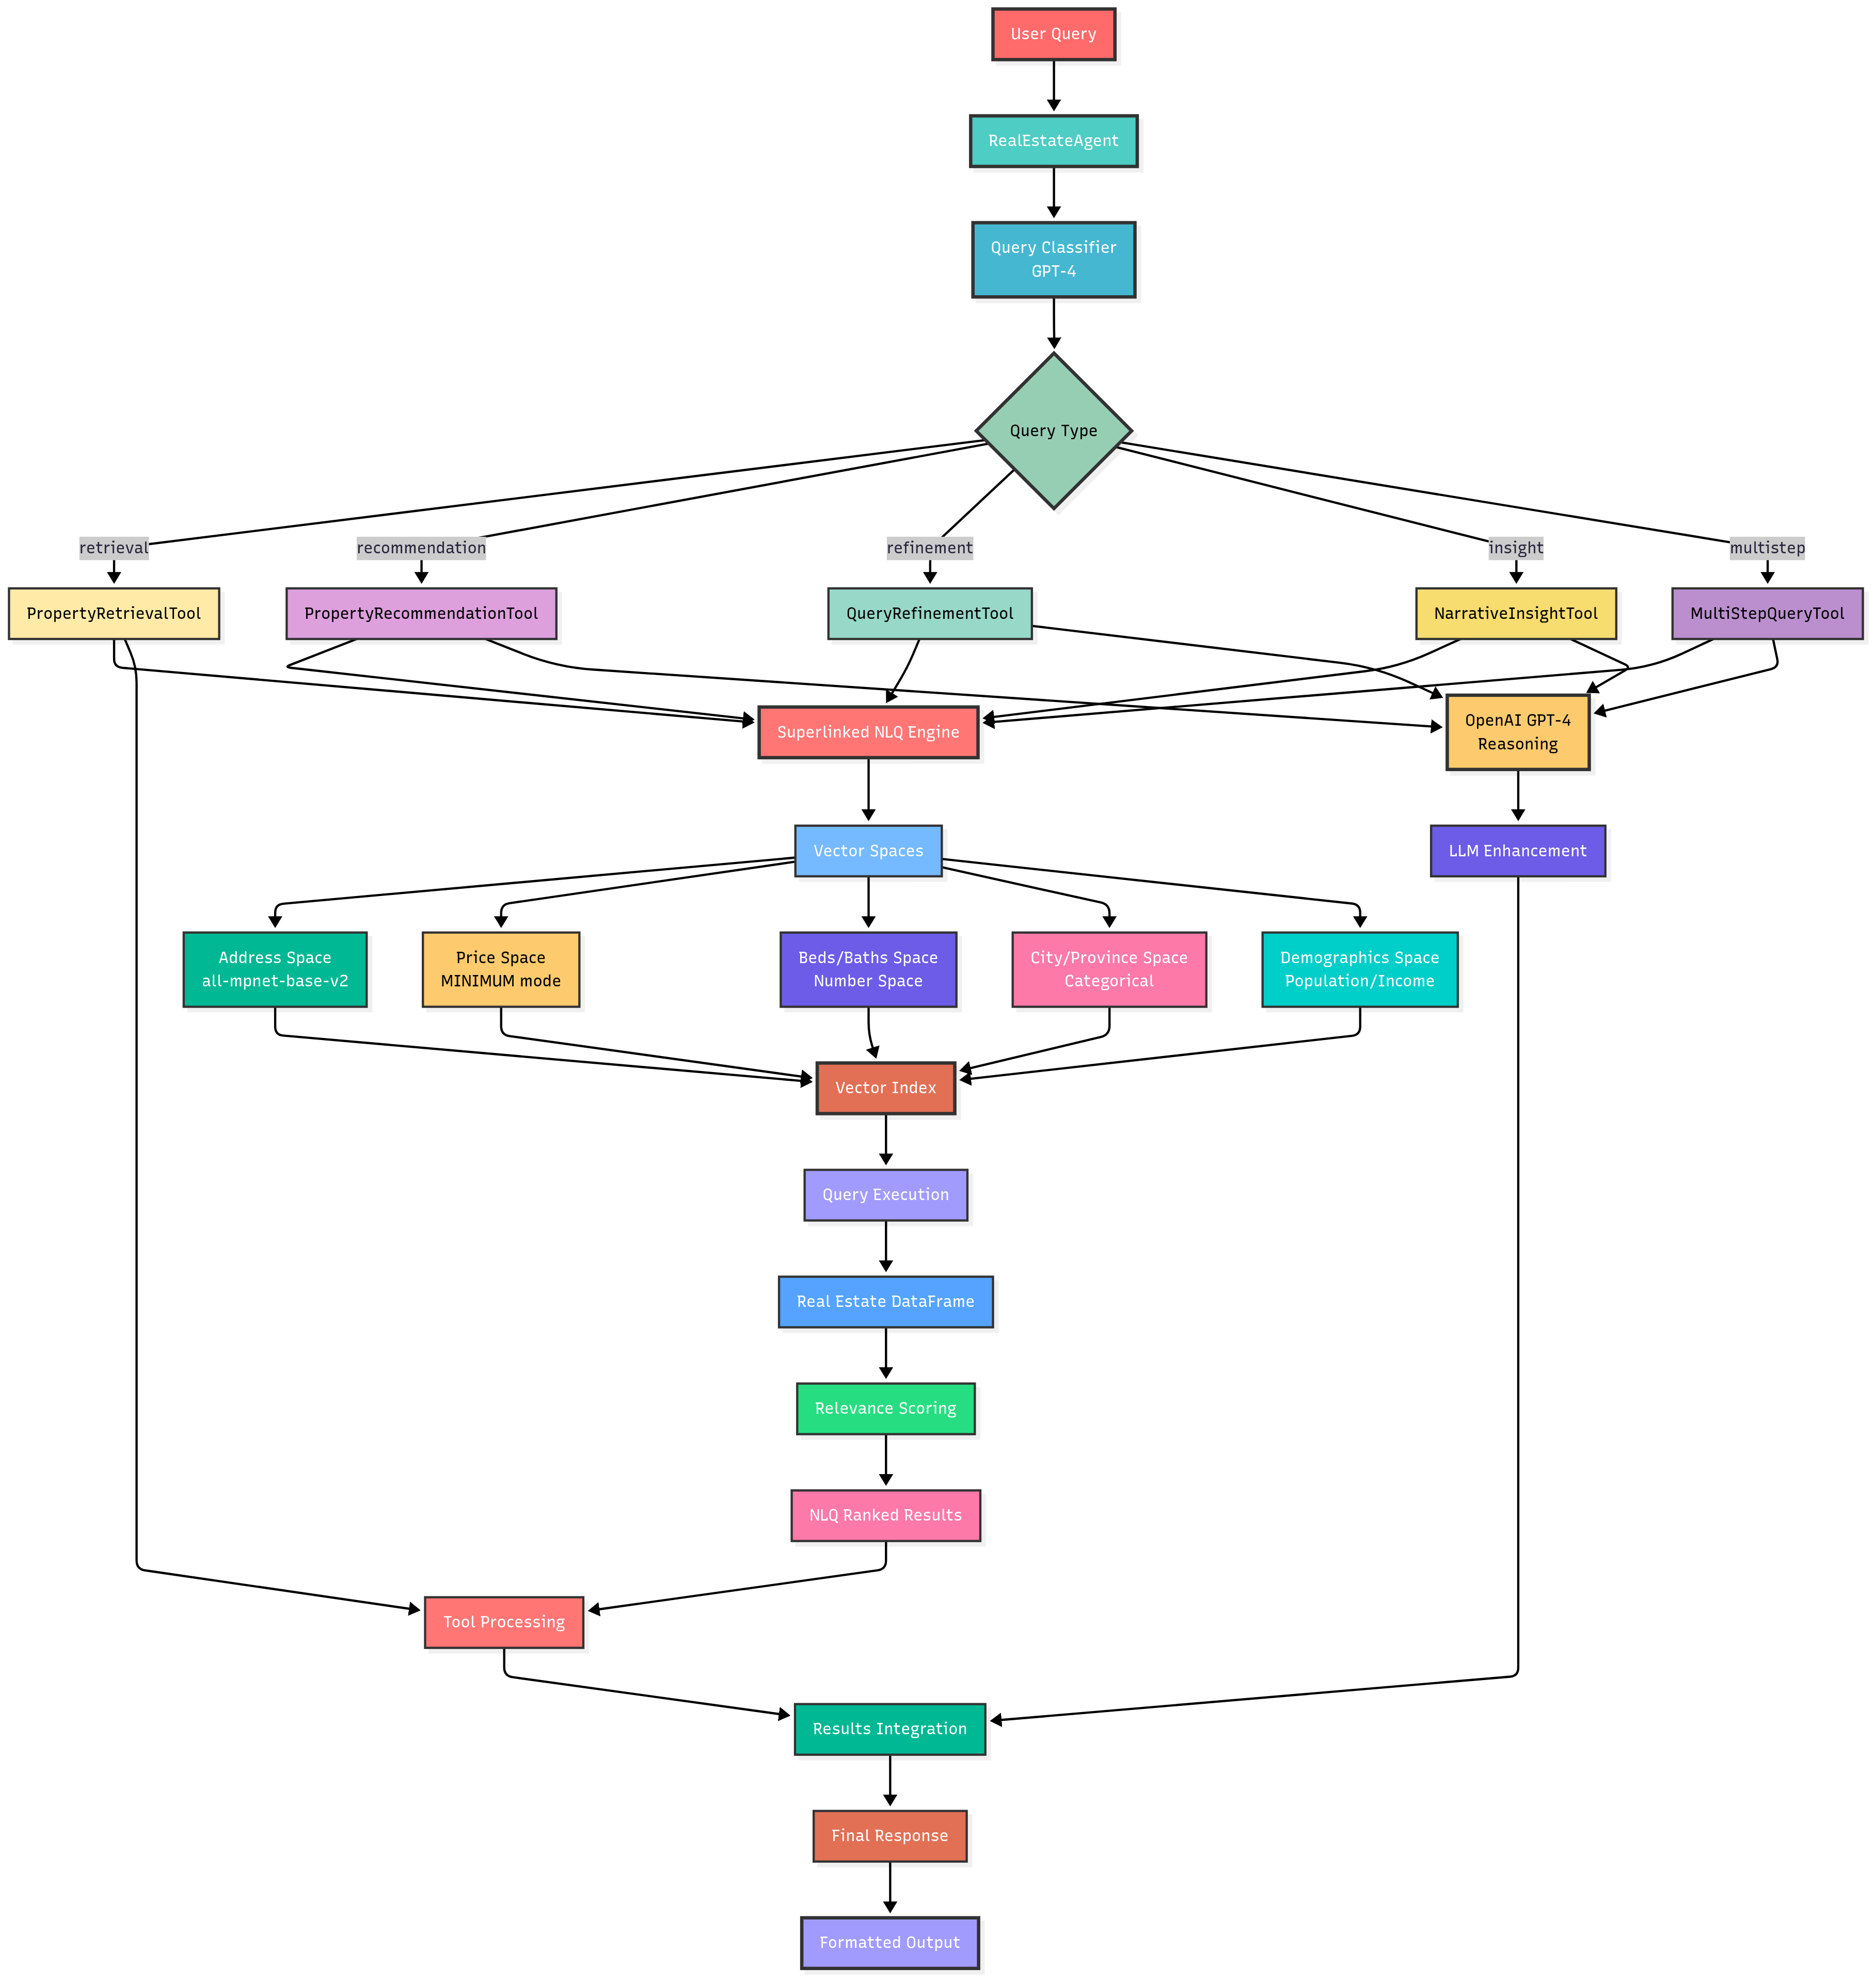 User Query
RealEstateAgent
Query Classifier
GPT-4
Query Type
retrieval
recommendation
refinement
insight
multistep
PropertyRetrievalTool
PropertyRecommendationTool
QueryRefinementTool
NarrativeInsightTool
MultiStepQueryTool
Superlinked NLQ Engine
OpenAI GPT-4
Reasoning
Vector Spaces
LLM Enhancement
Address Space
all-mpnet-base-v2
Price Space
MINIMUM mode
Beds/Baths Space
Number Space
City/Province Space
Categorical
Demographics Space
Population/Income
Vector Index
Query Execution
Real Estate DataFrame
Relevance Scoring
NLQ Ranked Results
Tool Processing
Results Integration
Final Response
Formatted Output